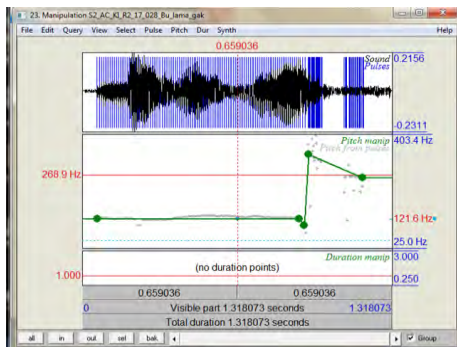 23. Manipulation S2_AC_KI_R2_17_028_Bu_lama_gak
File Edit Query View Select Pulse Pitch Dur Synth Help
0.659036
Sound 0.2156
Pulses
-0.2311
Pitch manip 403.4 Hz
Pitch from pulses
268.9 Hz
121.6 Hz
25.0 Hz
Duration manip 3.000
(no duration points)
1.000
0.250
0.659036 0.659036
0 Visible part 1.318073 seconds 1.318073
Total duration 1.318073 seconds
all in out sel bak Group